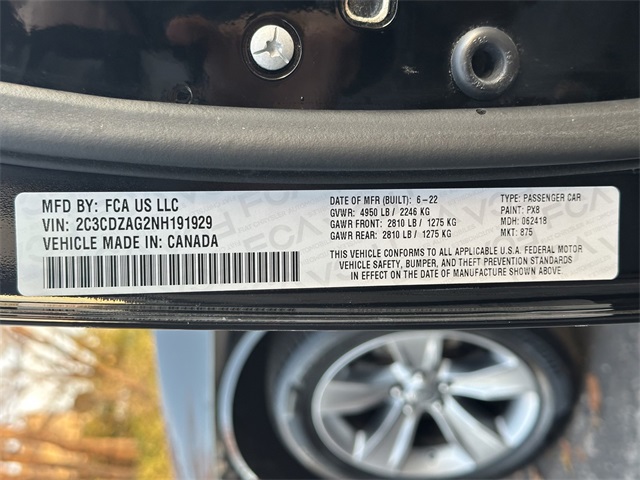 MFD BY: FCA US LLC
VIN: 2C3CDZAG2NH191929
VEHICLE MADE IN: CANADA
DATE OF MFR (BUILT): 6-22
GVWR: 4950 LB / 2246 KG
GAWR FRONT: 2810 LB / 1275 KG
GAWR REAR: 2810 LB / 1275 KG
TYPE: PASSENGER CAR
PAINT: PX8
MDH: 062418
MKT: 875
THIS VEHICLE CONFORMS TO ALL APPLICABLE U.S.A. FEDERAL MOTOR
VEHICLE SAFETY, BUMPER, AND THEFT PREVENTION STANDARDS
IN EFFECT ON THE DATE OF MANUFACTURE SHOWN ABOVE.